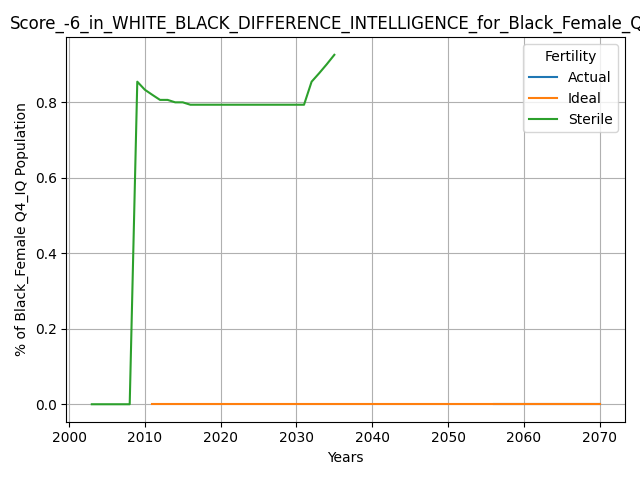 Score_-6_in_WHITE_BLACK_DIFFERENCE_INTELLIGENCE_for_Black_Female_Q
Fertility
Actual
Ideal
Sterile
% of Black_Female Q4_IQ Population
0.8
0.6
0.4
0.2
0.0
2000 2010 2020 2030 2040 2050 2060 2070
Years